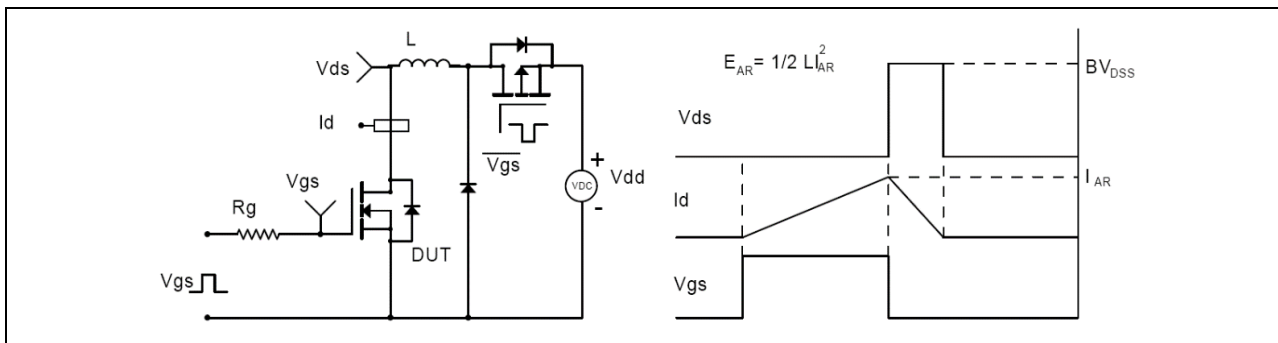 L
Vds
Id
Vgs
Rg
Vgs
DUT
Vgs
VDC
+
Vdd
-
E_AR = 1/2 LI_AR^2
Vds
BV_DSS
Id
I_AR
Vgs